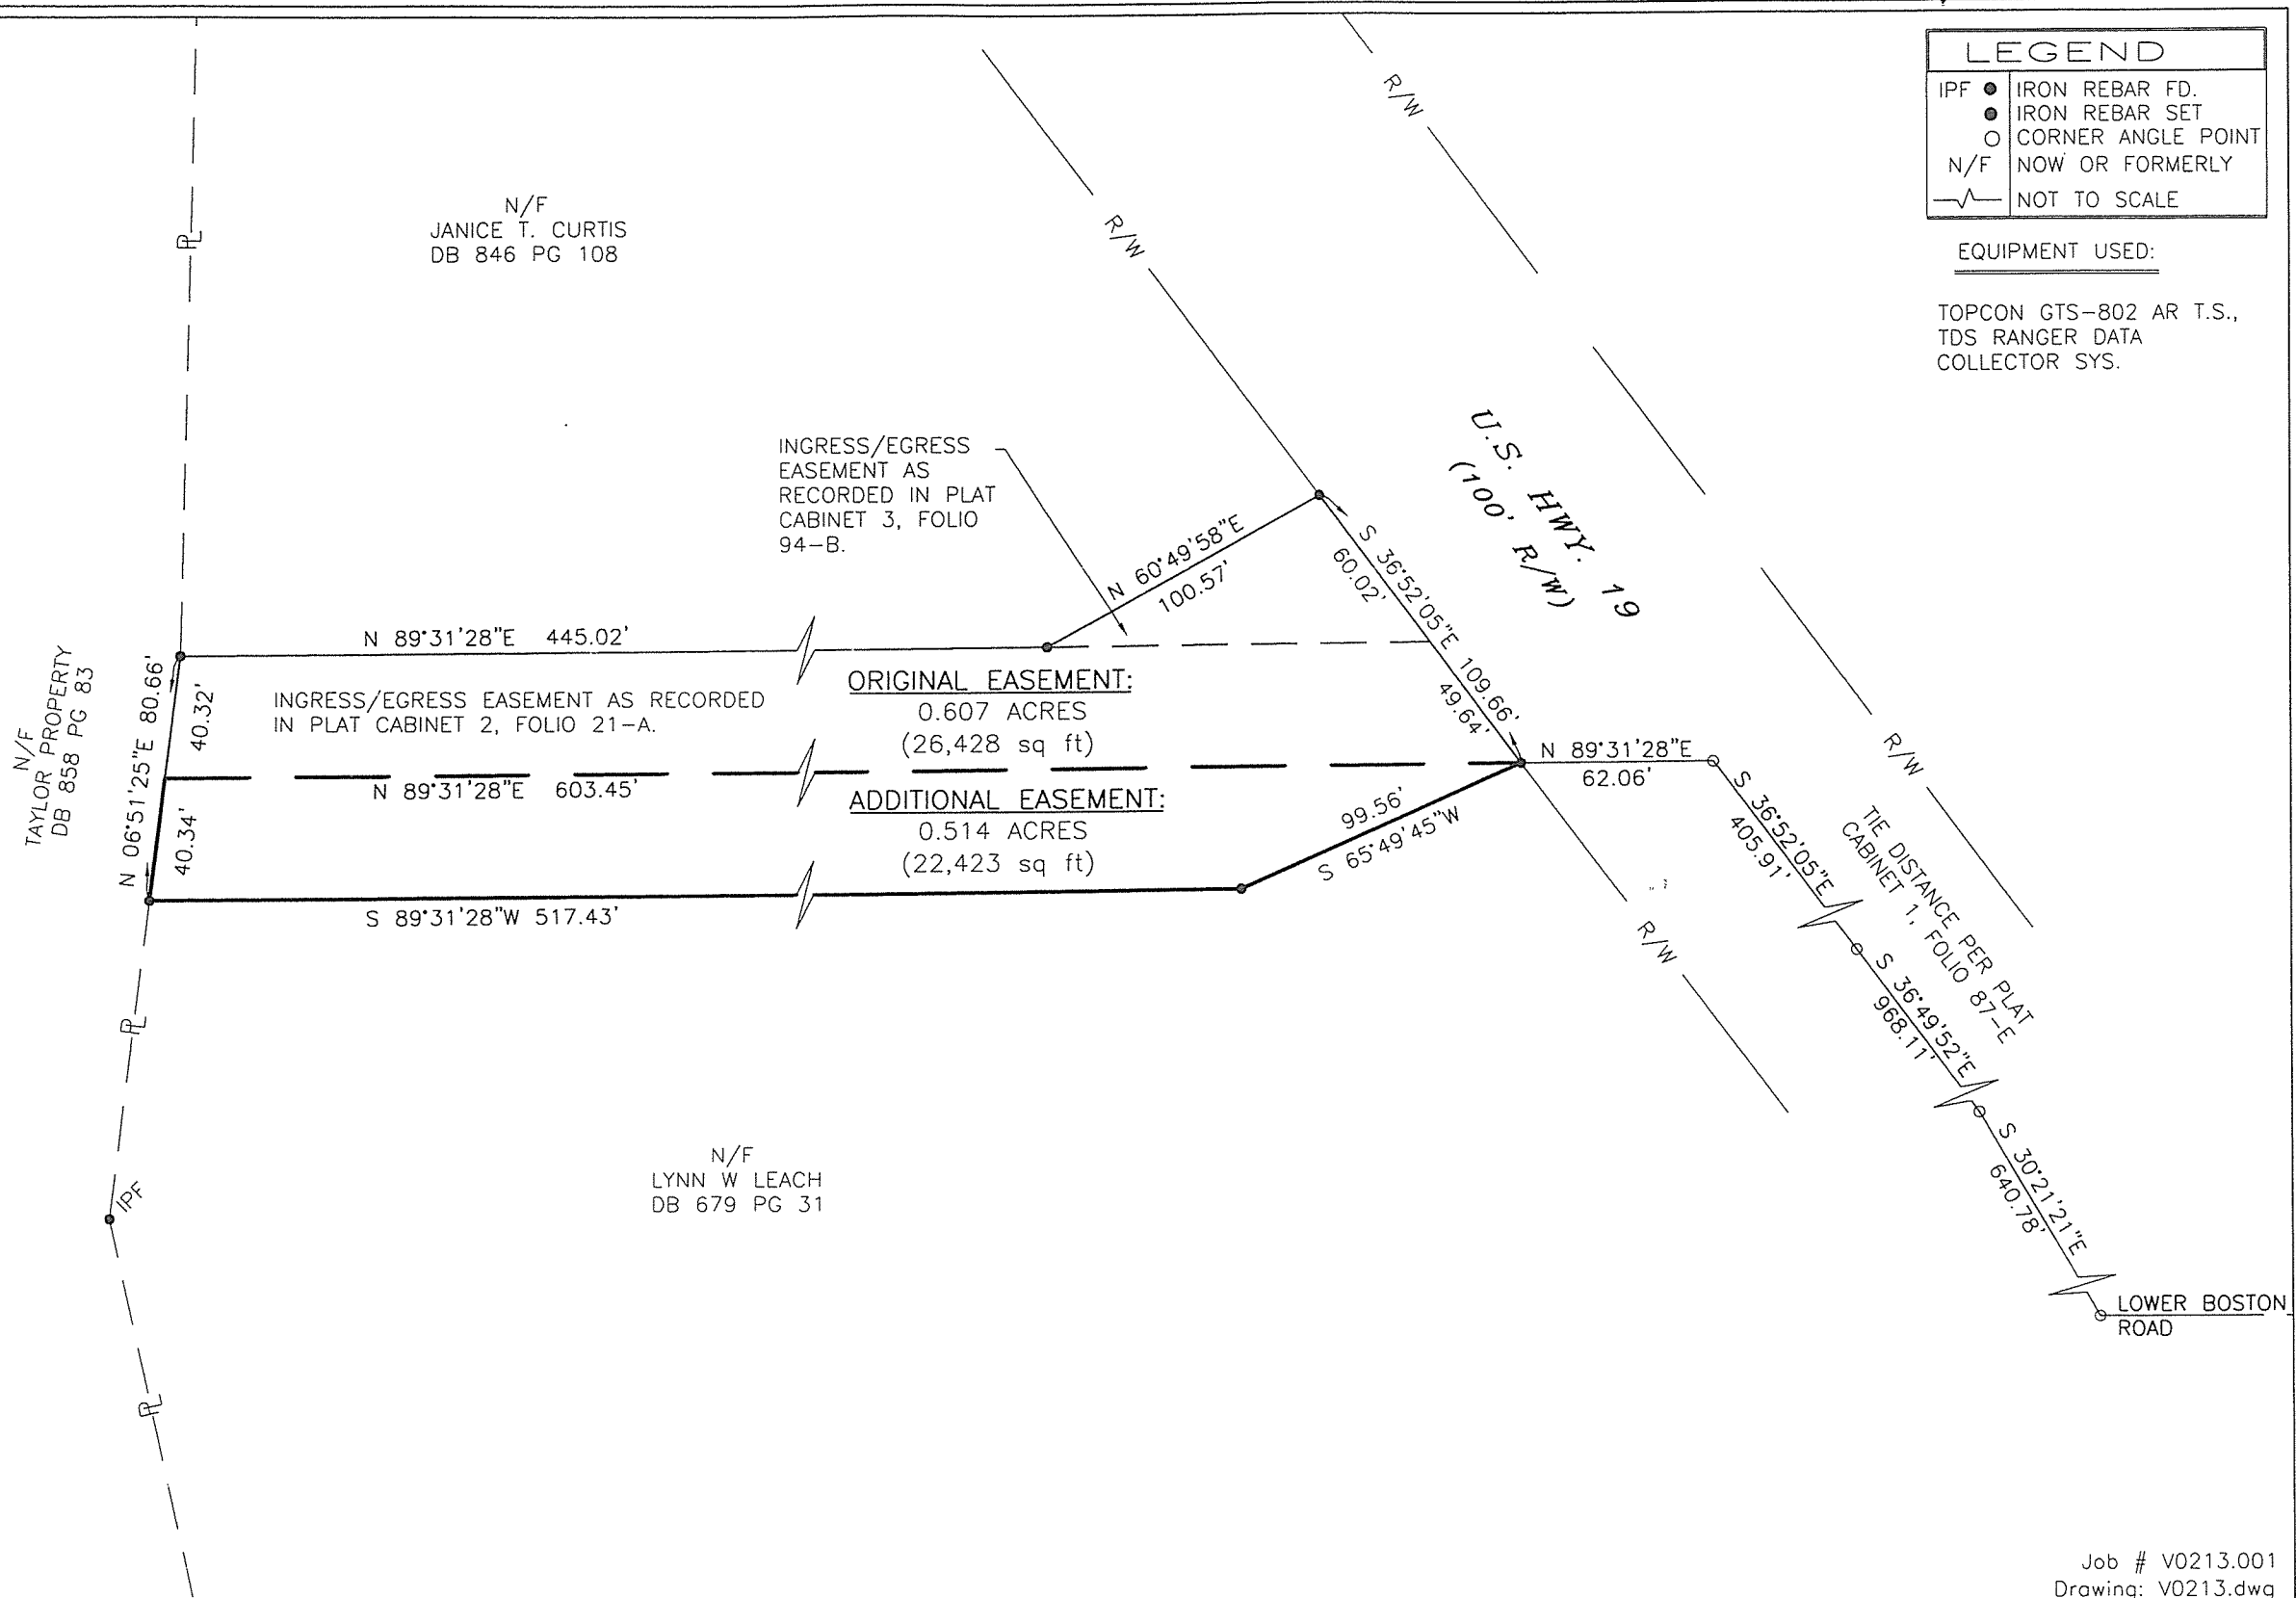 LEGEND
IPF ● IRON REBAR FD.
● IRON REBAR SET
○ CORNER ANGLE POINT
N/F NOW OR FORMERLY
NOT TO SCALE
EQUIPMENT USED:
TOPCON GTS-802 AR T.S.,
TDS RANGER DATA
COLLECTOR SYS.
R/W
R/W
N/F
JANICE T. CURTIS
DB 846 PG 108
PL
INGRESS/EGRESS
EASEMENT AS
RECORDED IN PLAT
CABINET 3, FOLIO
94-B.
U.S. HWY. 19
(100' R/W)
N 60°49'58"E
100.57'
S 36°52'05"E 109.66'
60.02'
49.64'
N 89°31'28"E 445.02'
N/F
TAYLOR PROPERTY
DB 858 PG 83
N 06°51'25"E 80.66'
40.32'
40.34'
INGRESS/EGRESS EASEMENT AS RECORDED
IN PLAT CABINET 2, FOLIO 21-A.
ORIGINAL EASEMENT:
0.607 ACRES
(26,428 sq ft)
N 89°31'28"E 603.45'
ADDITIONAL EASEMENT:
0.514 ACRES
(22,423 sq ft)
99.56'
S 65°49'45"W
N 89°31'28"E
62.06'
R/W
R/W
S 89°31'28"W 517.43'
S 36°52'05"E
405.91'
TIE DISTANCE PER PLAT
CABINET 1, FOLIO 87-E
S 36°49'52"E
968.11'
S 30°21'21"E
640.78'
PL
IPF
PL
N/F
LYNN W LEACH
DB 679 PG 31
LOWER BOSTON
ROAD
Job # V0213.001
Drawing: V0213.dwg